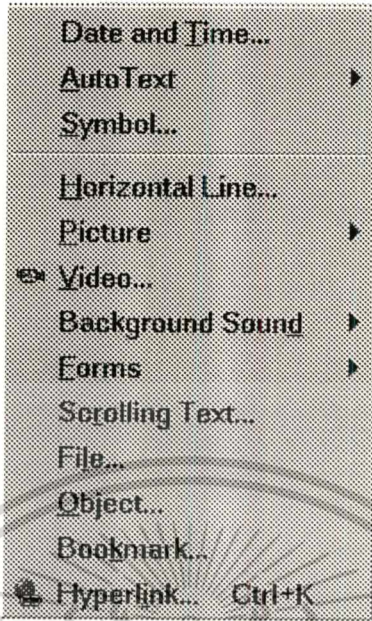 Date and Time...
AutoText
Symbol...
Horizontal Line...
Picture
Video...
Background Sound
Forms
Scrolling Text...
File...
Object...
Bookmark...
Hyperlink... Ctrl+K